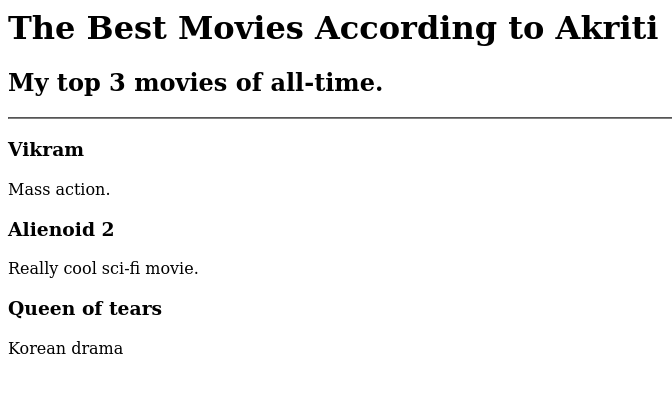 The Best Movies According to Akriti
My top 3 movies of all-time.
Vikram
Mass action.
Alienoid 2
Really cool sci-fi movie.
Queen of tears
Korean drama